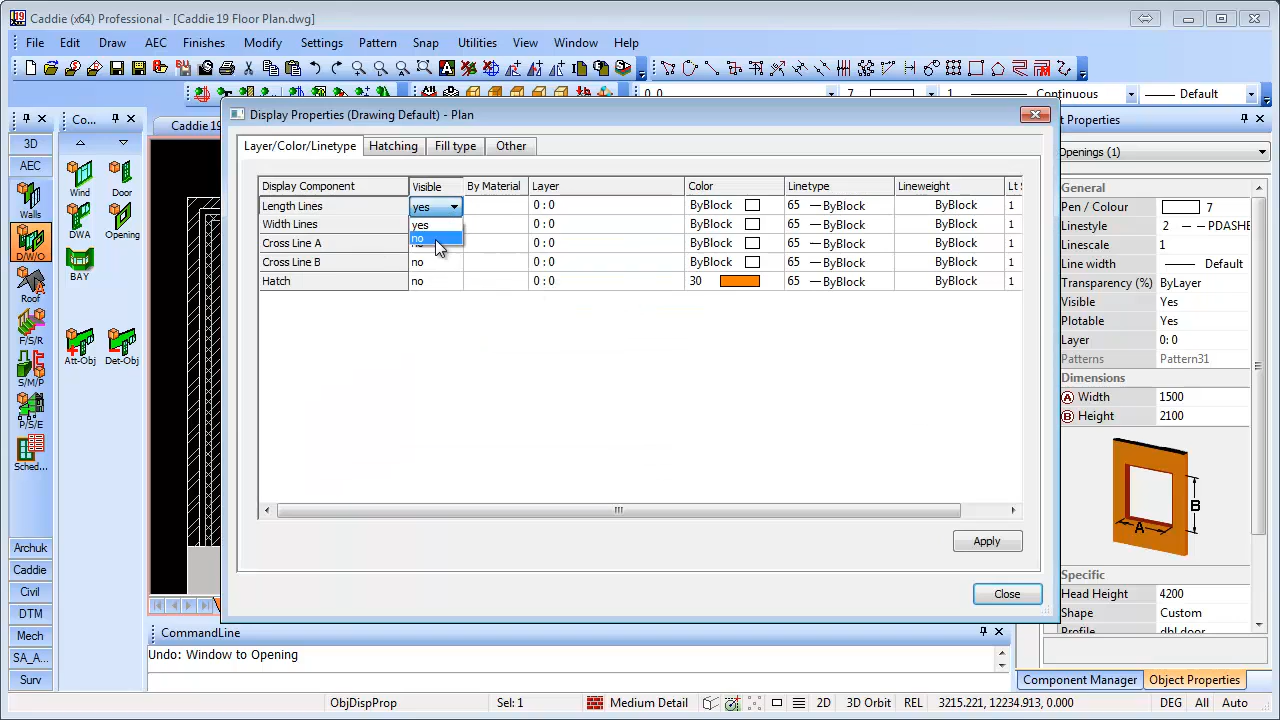 Caddie (x64) Professional - [Caddie 19 Floor Plan.dwg]
File Edit Draw AEC Finishes Modify Settings Pattern Snap Utilities View Window Help
0 0 7 1 Continuous Default
Display Properties (Drawing Default) - Plan
Co... Caddie 19 Object Properties
Layer/Color/Linetype Hatching Fill type Other
3D
AEC
Walls
D/W/O
Roof
F/S/R
S/M/P
P/S/E
Sched...
Archuk
Caddie
Civil
DTM
Mech
SA_A...
Surv
Wind Door
DWA Opening
BAY
Att-Obj Det-Obj
Display Component Visible By Material Layer Color Linetype Lineweight Lt S
Length Lines yes 0 : 0 ByBlock 65 ByBlock ByBlock 1
Width Lines yes 0 : 0 ByBlock 65 ByBlock ByBlock 1
Cross Line A no 0 : 0 ByBlock 65 ByBlock ByBlock 1
Cross Line B no 0 : 0 ByBlock 65 ByBlock ByBlock 1
Hatch no 0 : 0 30 65 ByBlock ByBlock 1
Apply
Close
Openings (1)
General
Pen / Colour 7
Linestyle 2 PDASHE
Linescale 1
Line width Default
Transparency (%) ByLayer
Visible Yes
Plotable Yes
Layer 0: 0
Patterns Pattern31
Dimensions
A Width 1500
B Height 2100
B
A
Specific
Head Height 4200
Shape Custom
Profile dbl door
CommandLine
Undo: Window to Opening
Component Manager Object Properties
ObjDispProp Sel: 1 Medium Detail 2D 3D Orbit REL 3215.221, 12234.913, 0.000 DEG All Auto